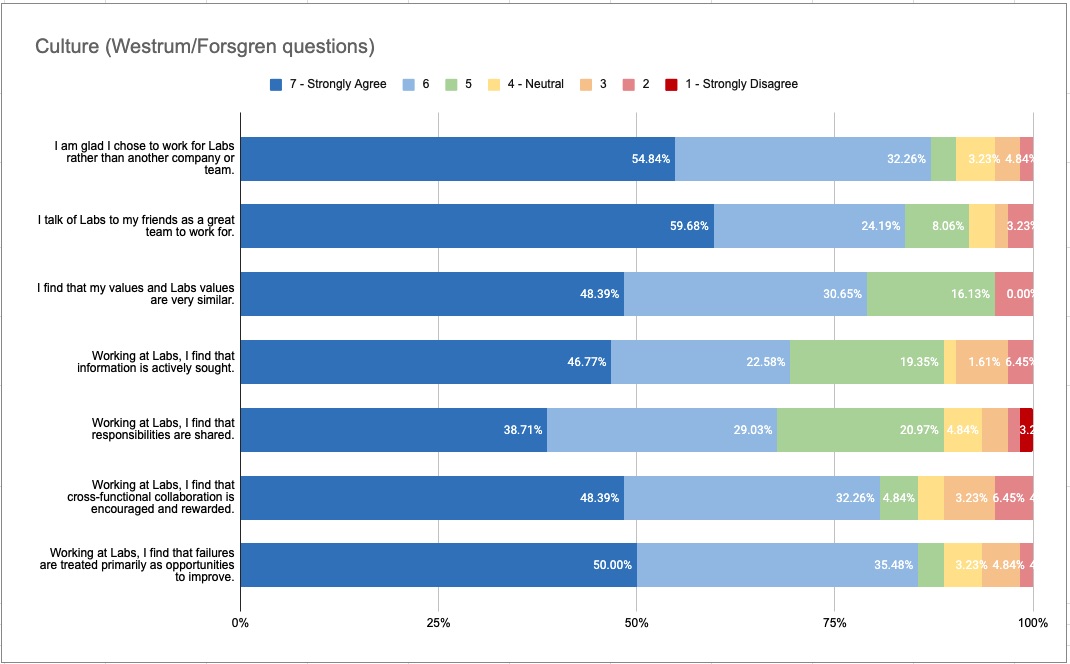 Culture (Westrum/Forsgren questions)
7 - Strongly Agree 6 5 4 - Neutral 3 2 1 - Strongly Disagree
I am glad I chose to work for Labs
rather than another company or
team.
54.84% 32.26% 3.23% 4.84%
I talk of Labs to my friends as a great
team to work for.
59.68% 24.19% 8.06% 3.23%
I find that my values and Labs values
are very similar.
48.39% 30.65% 16.13% 0.00%
Working at Labs, I find that
information is actively sought.
46.77% 22.58% 19.35% 1.61% 6.45%
Working at Labs, I find that
responsibilities are shared.
38.71% 29.03% 20.97% 4.84% 3.2
Working at Labs, I find that
cross-functional collaboration is
encouraged and rewarded.
48.39% 32.26% 4.84% 3.23% 6.45% 4
Working at Labs, I find that failures
are treated primarily as opportunities
to improve.
50.00% 35.48% 3.23% 4.84% 4
0% 25% 50% 75% 100%